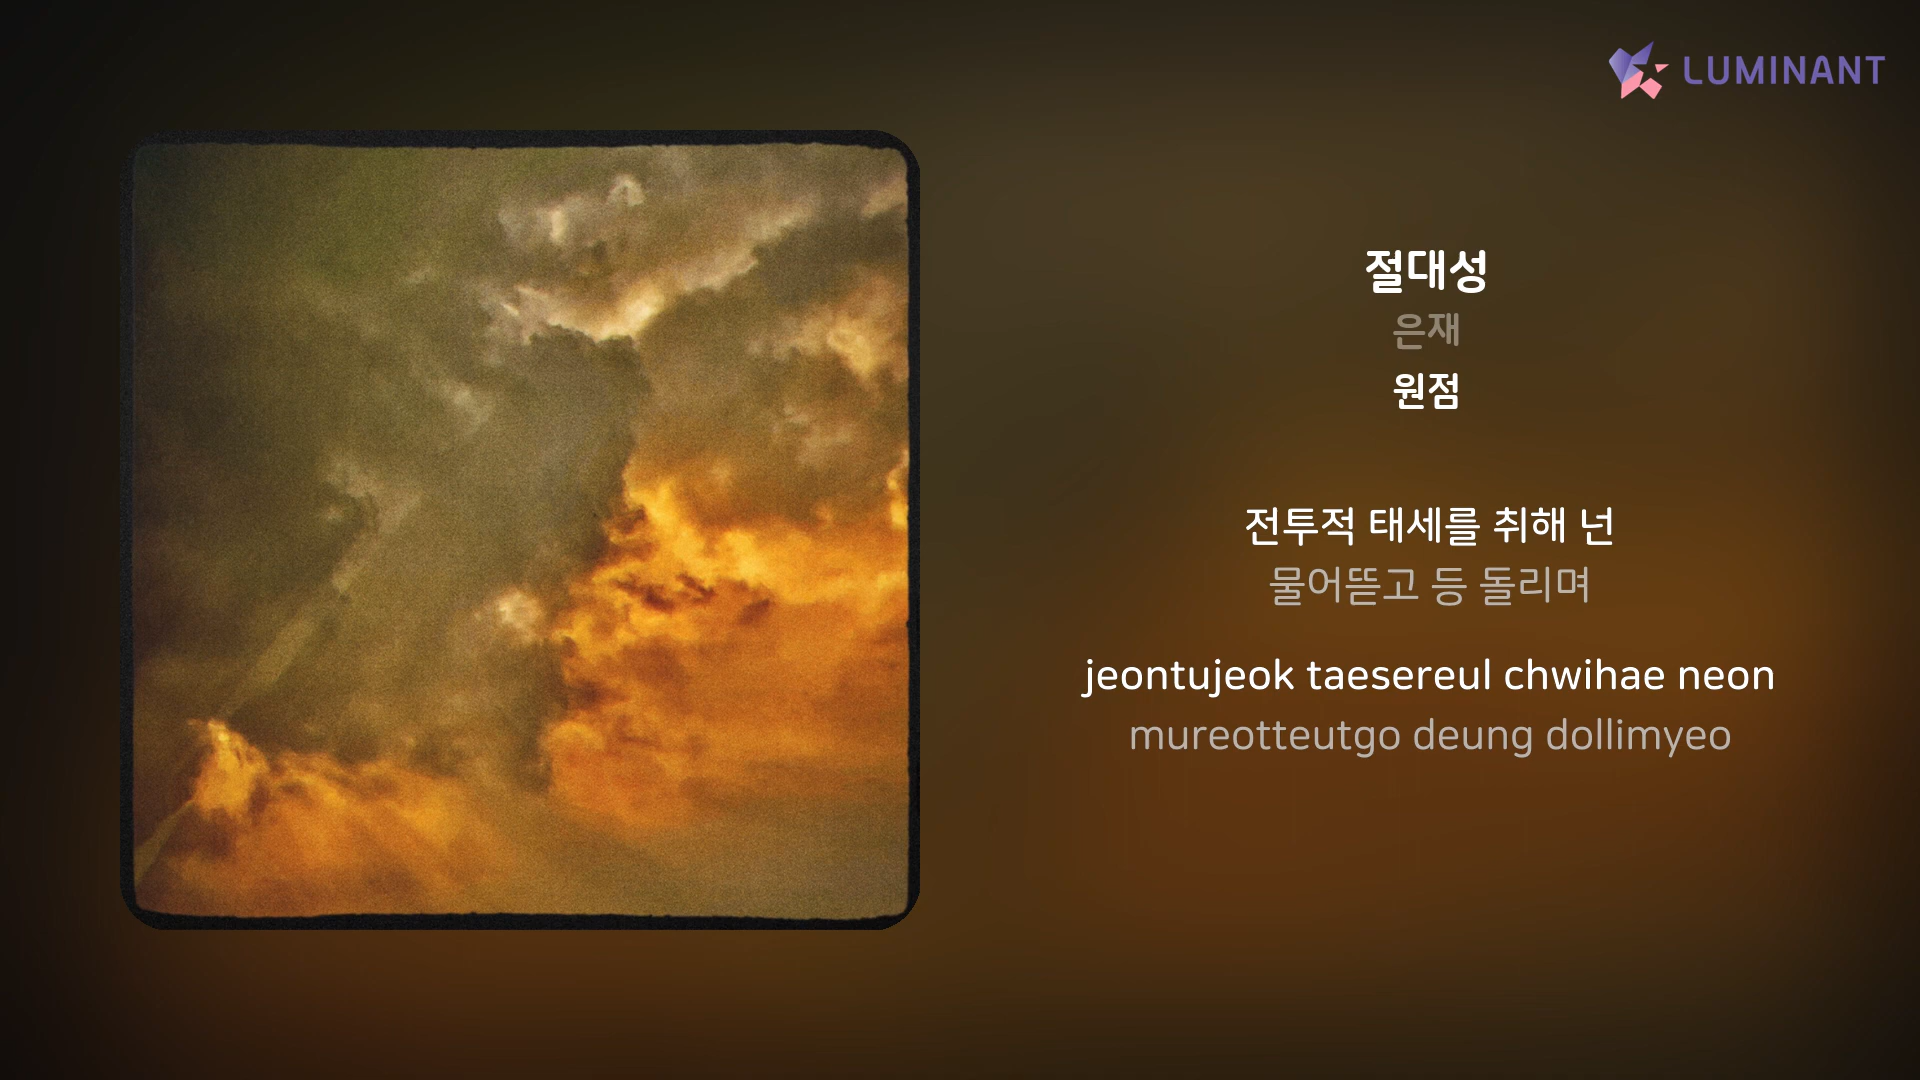 LUMINANT
절대성
은재
원점
전투적 태세를 취해 넌
물어뜯고 등 돌리며
jeontujeok taesereul chwihae neon
mureotteutgo deung dollimyeo